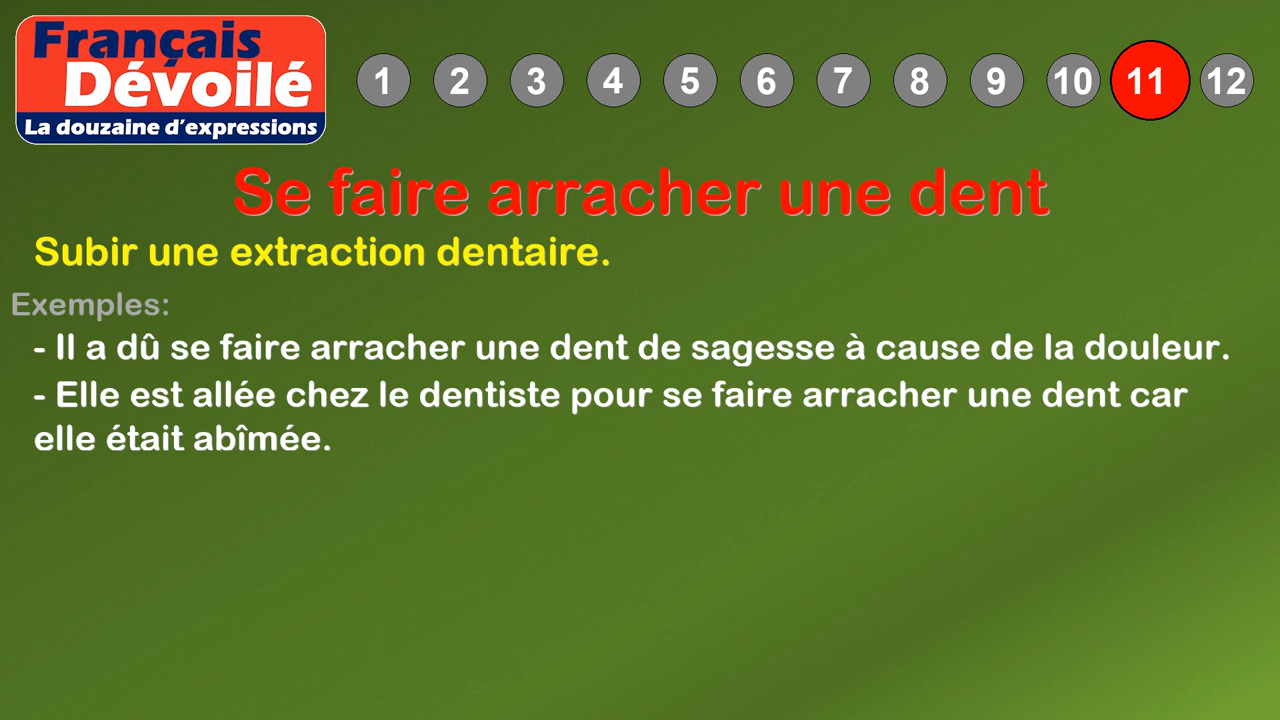 Français
Dévoilé
La douzaine d'expressions
1 2 3 4 5 6 7 8 9 10 11 12
Se faire arracher une dent
Subir une extraction dentaire.
Exemples:
- Il a dû se faire arracher une dent de sagesse à cause de la douleur.
- Elle est allée chez le dentiste pour se faire arracher une dent car
elle était abîmée.